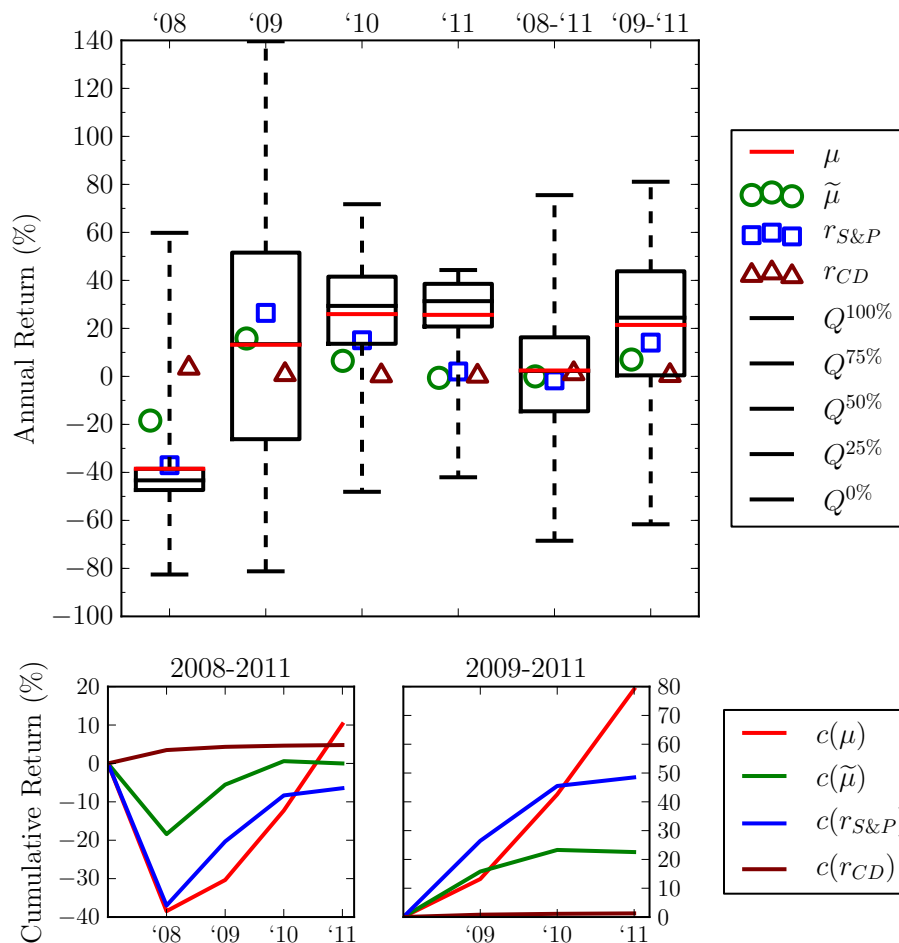 ‘08 ‘09 ‘10 ‘11 ‘08-‘11 ‘09-‘11
Annual Return (%)
140
120
100
80
60
40
20
0
−20
−40
−60
−80
−100
μ
μ̃
r_{S&P}
r_{CD}
Q^{100%}
Q^{75%}
Q^{50%}
Q^{25%}
Q^{0%}
2008-2011
Cumulative Return (%)
20
10
0
−10
−20
−30
−40
‘08 ‘09 ‘10 ‘11
2009-2011
80
70
60
50
40
30
20
10
0
‘09 ‘10 ‘11
c(μ)
c(μ̃)
c(r_{S&P})
c(r_{CD})